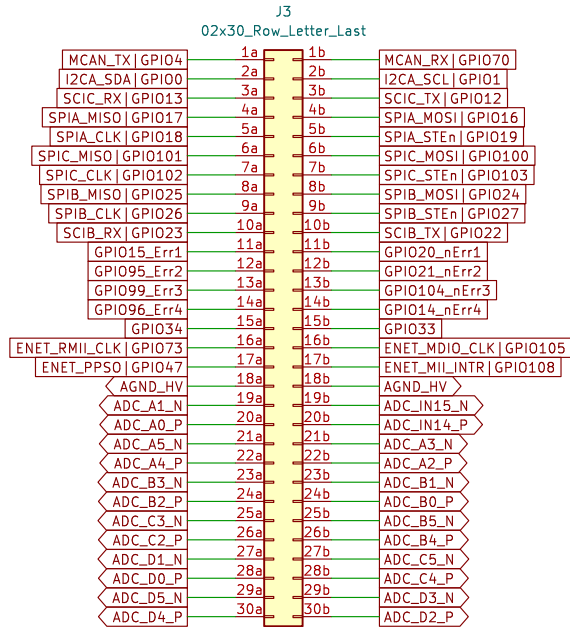 J3
02x30_Row_Letter_Last
MCAN_TX|GPIO4 1a 1b MCAN_RX|GPIO70
I2CA_SDA|GPIO0 2a 2b I2CA_SCL|GPIO1
SCIC_RX|GPIO13 3a 3b SCIC_TX|GPIO12
SPIA_MISO|GPIO17 4a 4b SPIA_MOSI|GPIO16
SPIA_CLK|GPIO18 5a 5b SPIA_STEn|GPIO19
SPIC_MISO|GPIO101 6a 6b SPIC_MOSI|GPIO100
SPIC_CLK|GPIO102 7a 7b SPIC_STEn|GPIO103
SPIB_MISO|GPIO25 8a 8b SPIB_MOSI|GPIO24
SPIB_CLK|GPIO26 9a 9b SPIB_STEn|GPIO27
SCIB_RX|GPIO23 10a 10b SCIB_TX|GPIO22
GPIO15_Err1 11a 11b GPIO20_nErr1
GPIO95_Err2 12a 12b GPIO21_nErr2
GPIO99_Err3 13a 13b GPIO104_nErr3
GPIO96_Err4 14a 14b GPIO14_nErr4
GPIO34 15a 15b GPIO33
ENET_RMII_CLK|GPIO73 16a 16b ENET_MDIO_CLK|GPIO105
ENET_PPS0|GPIO47 17a 17b ENET_MII_INTR|GPIO108
AGND_HV 18a 18b AGND_HV
ADC_A1_N 19a 19b ADC_IN15_N
ADC_A0_P 20a 20b ADC_IN14_P
ADC_A5_N 21a 21b ADC_A3_N
ADC_A4_P 22a 22b ADC_A2_P
ADC_B3_N 23a 23b ADC_B1_N
ADC_B2_P 24a 24b ADC_B0_P
ADC_C3_N 25a 25b ADC_B5_N
ADC_C2_P 26a 26b ADC_B4_P
ADC_D1_N 27a 27b ADC_C5_N
ADC_D0_P 28a 28b ADC_C4_P
ADC_D5_N 29a 29b ADC_D3_N
ADC_D4_P 30a 30b ADC_D2_P